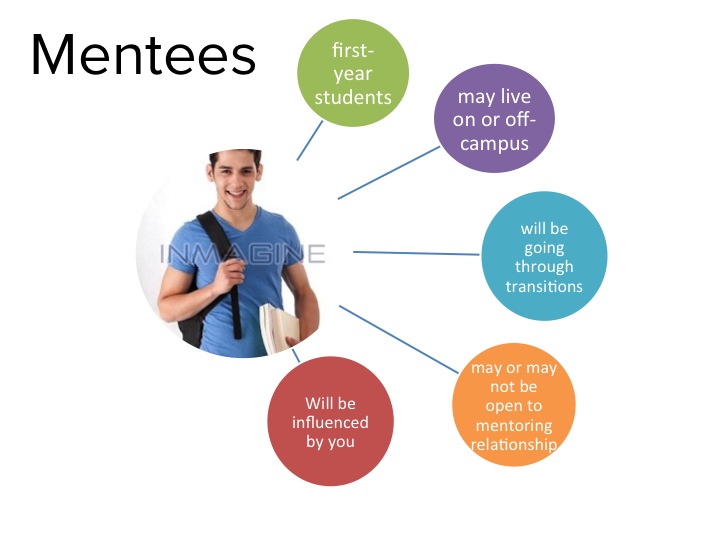 Mentees
first-
year
students
may live
on or off-
campus
will be
going
through
transitions
may or may
not be
open to
mentoring
relationship
Will be
influenced
by you
INMAGINE